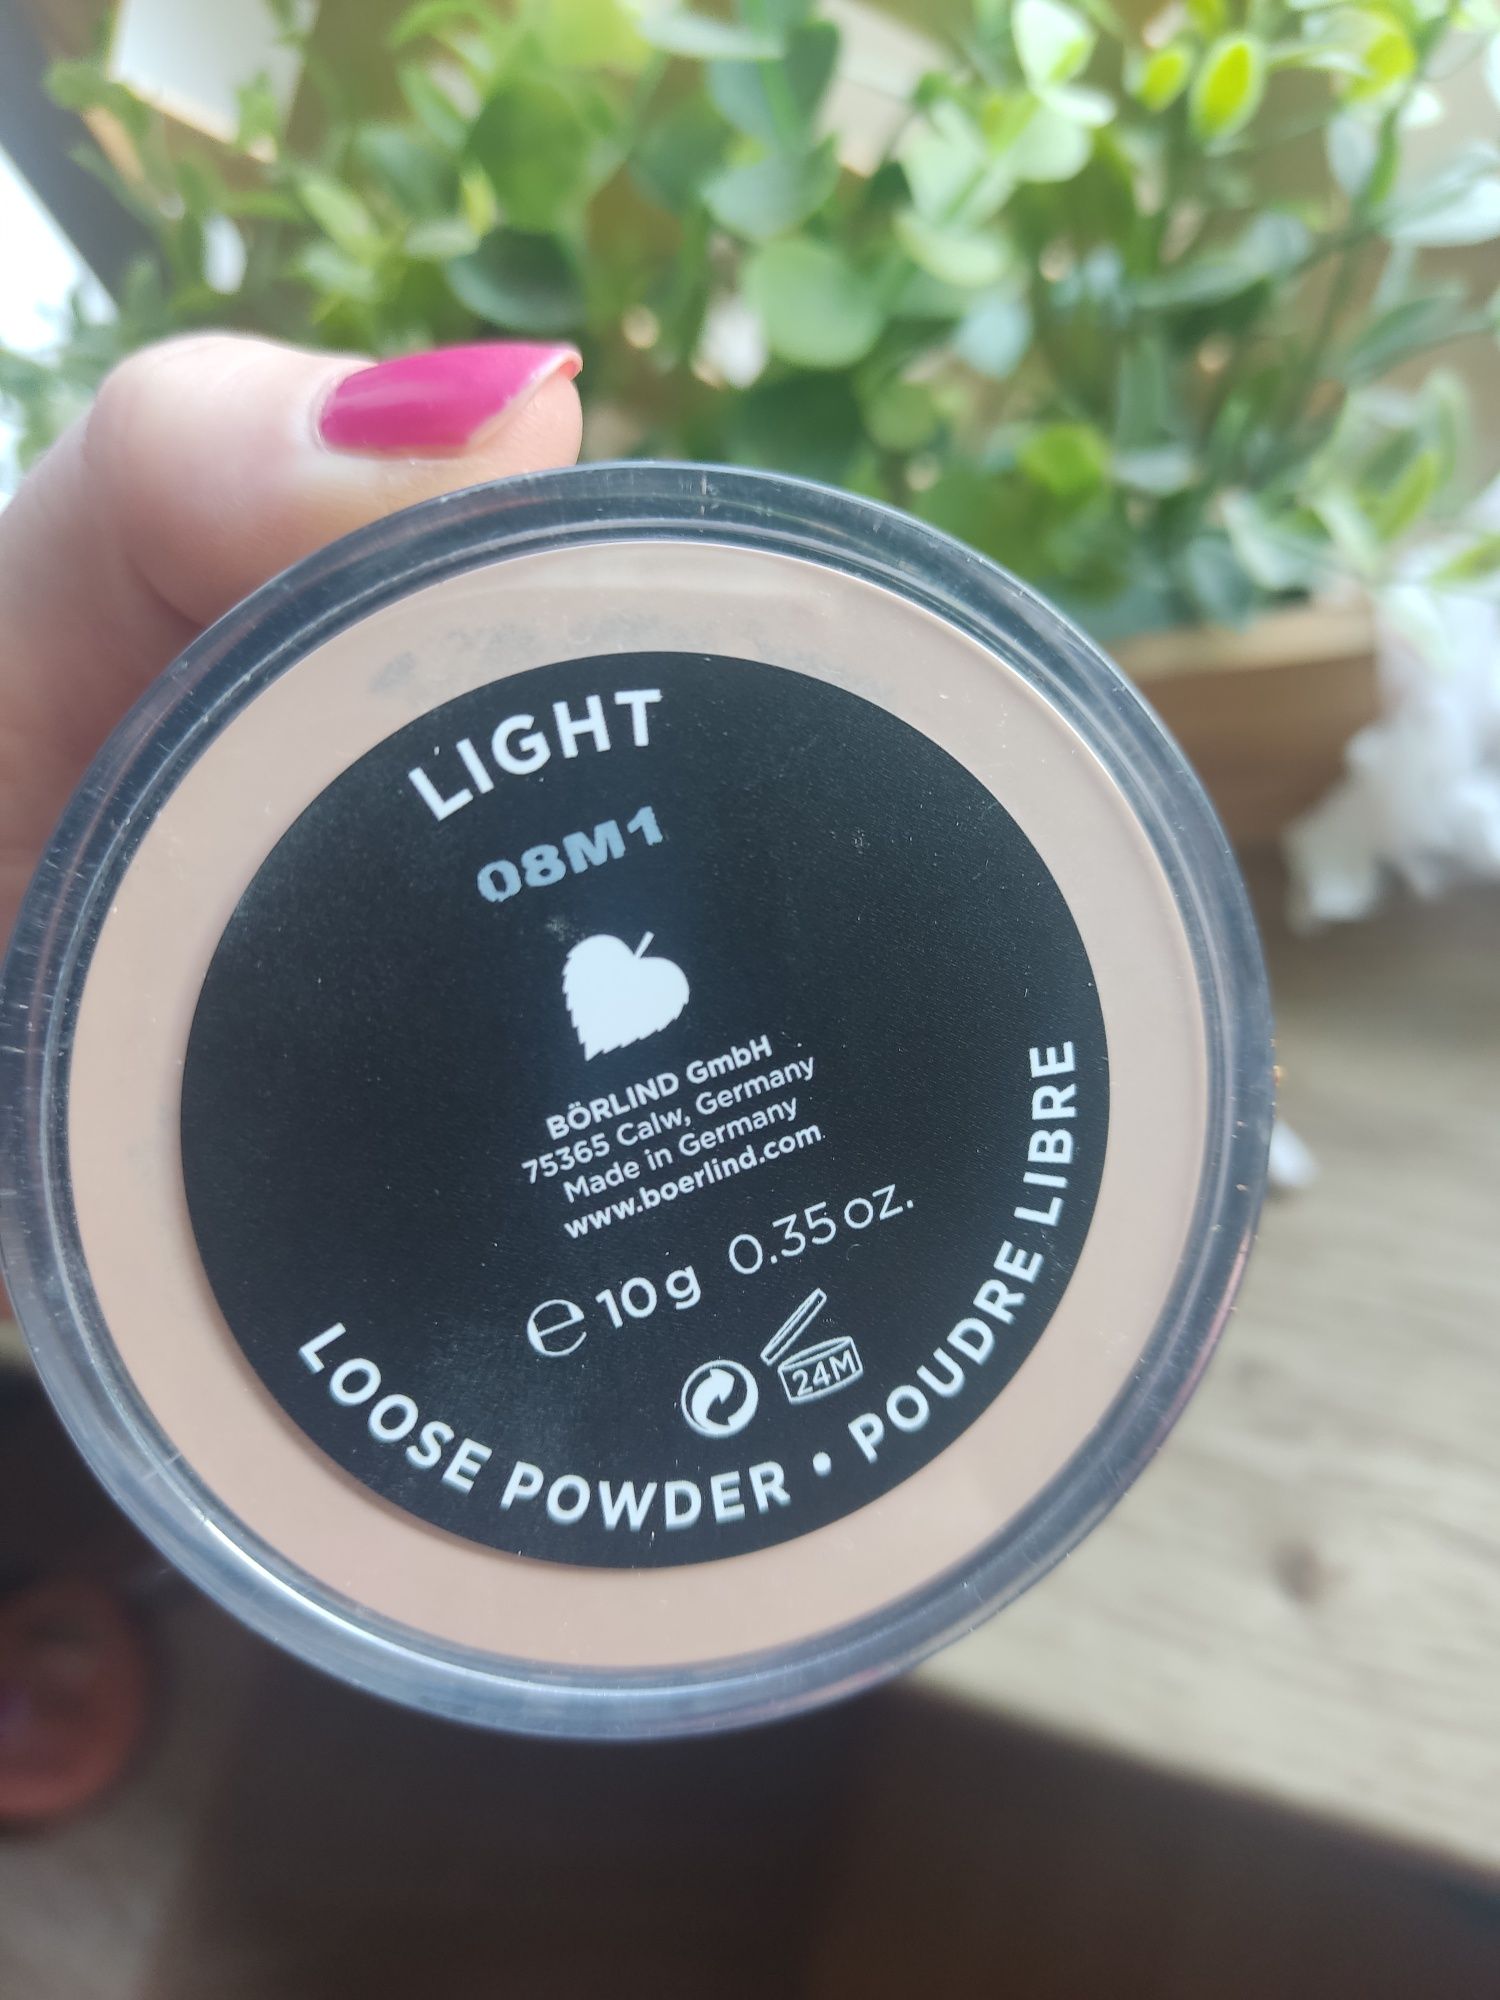 LIGHT
08M1
BÖRLIND GmbH
75365 Calw, Germany
Made in Germany
www.boerlind.com
e 10 g 0.35 oz.
24M
LOOSE POWDER • POUDRE LIBRE